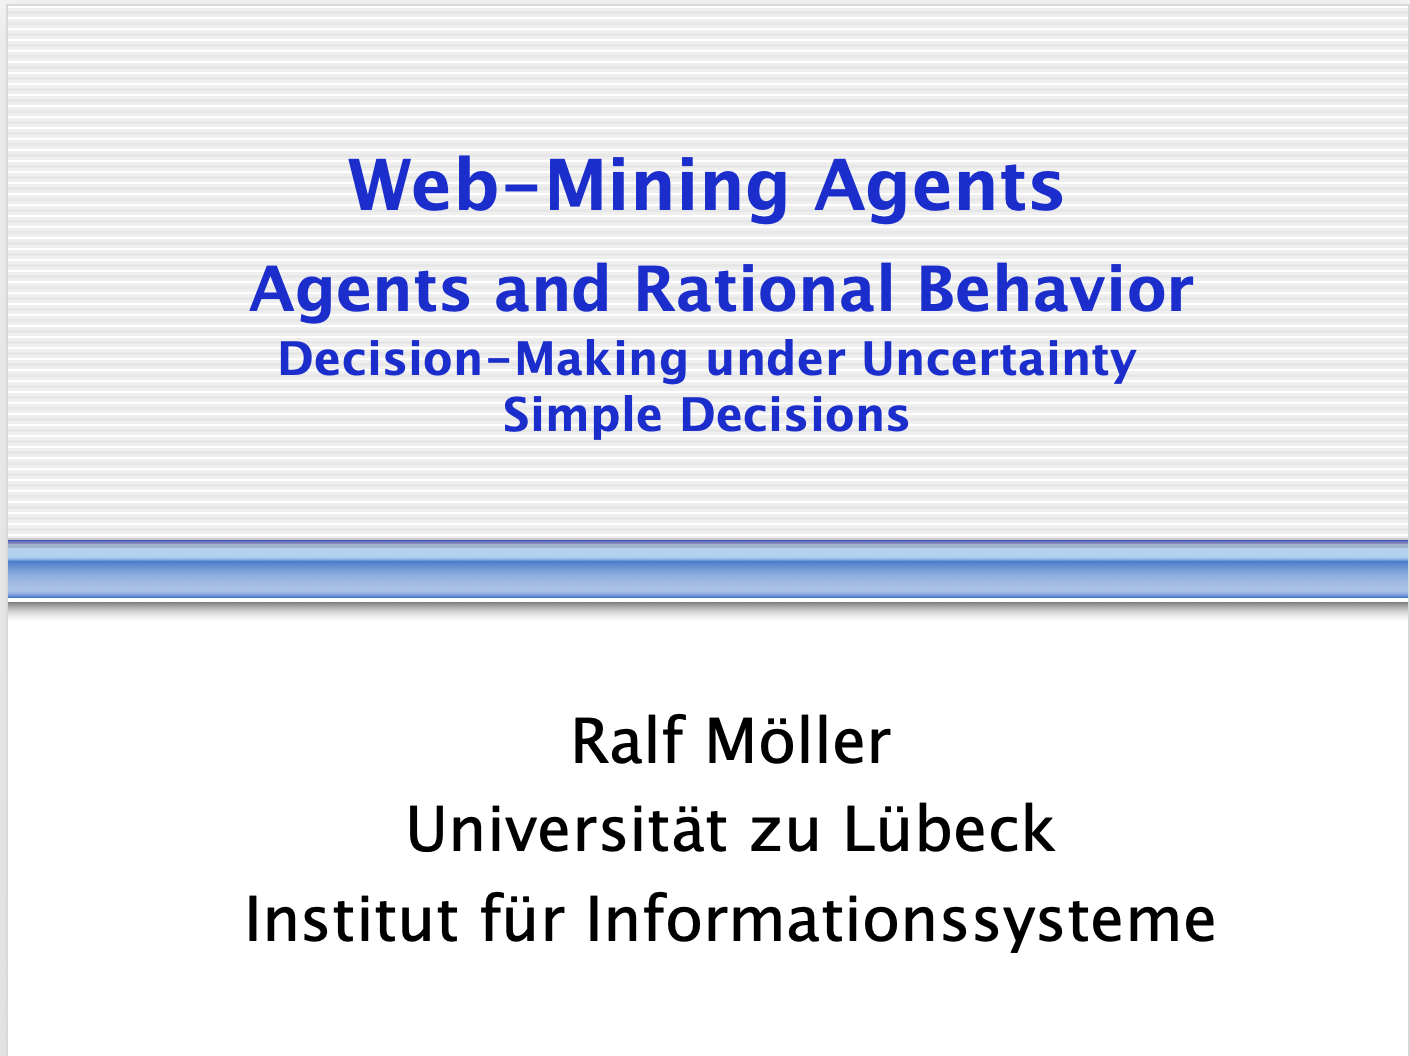 Web-Mining Agents
Agents and Rational Behavior
Decision-Making under Uncertainty
Simple Decisions
Ralf Möller
Universität zu Lübeck
Institut für Informationssysteme